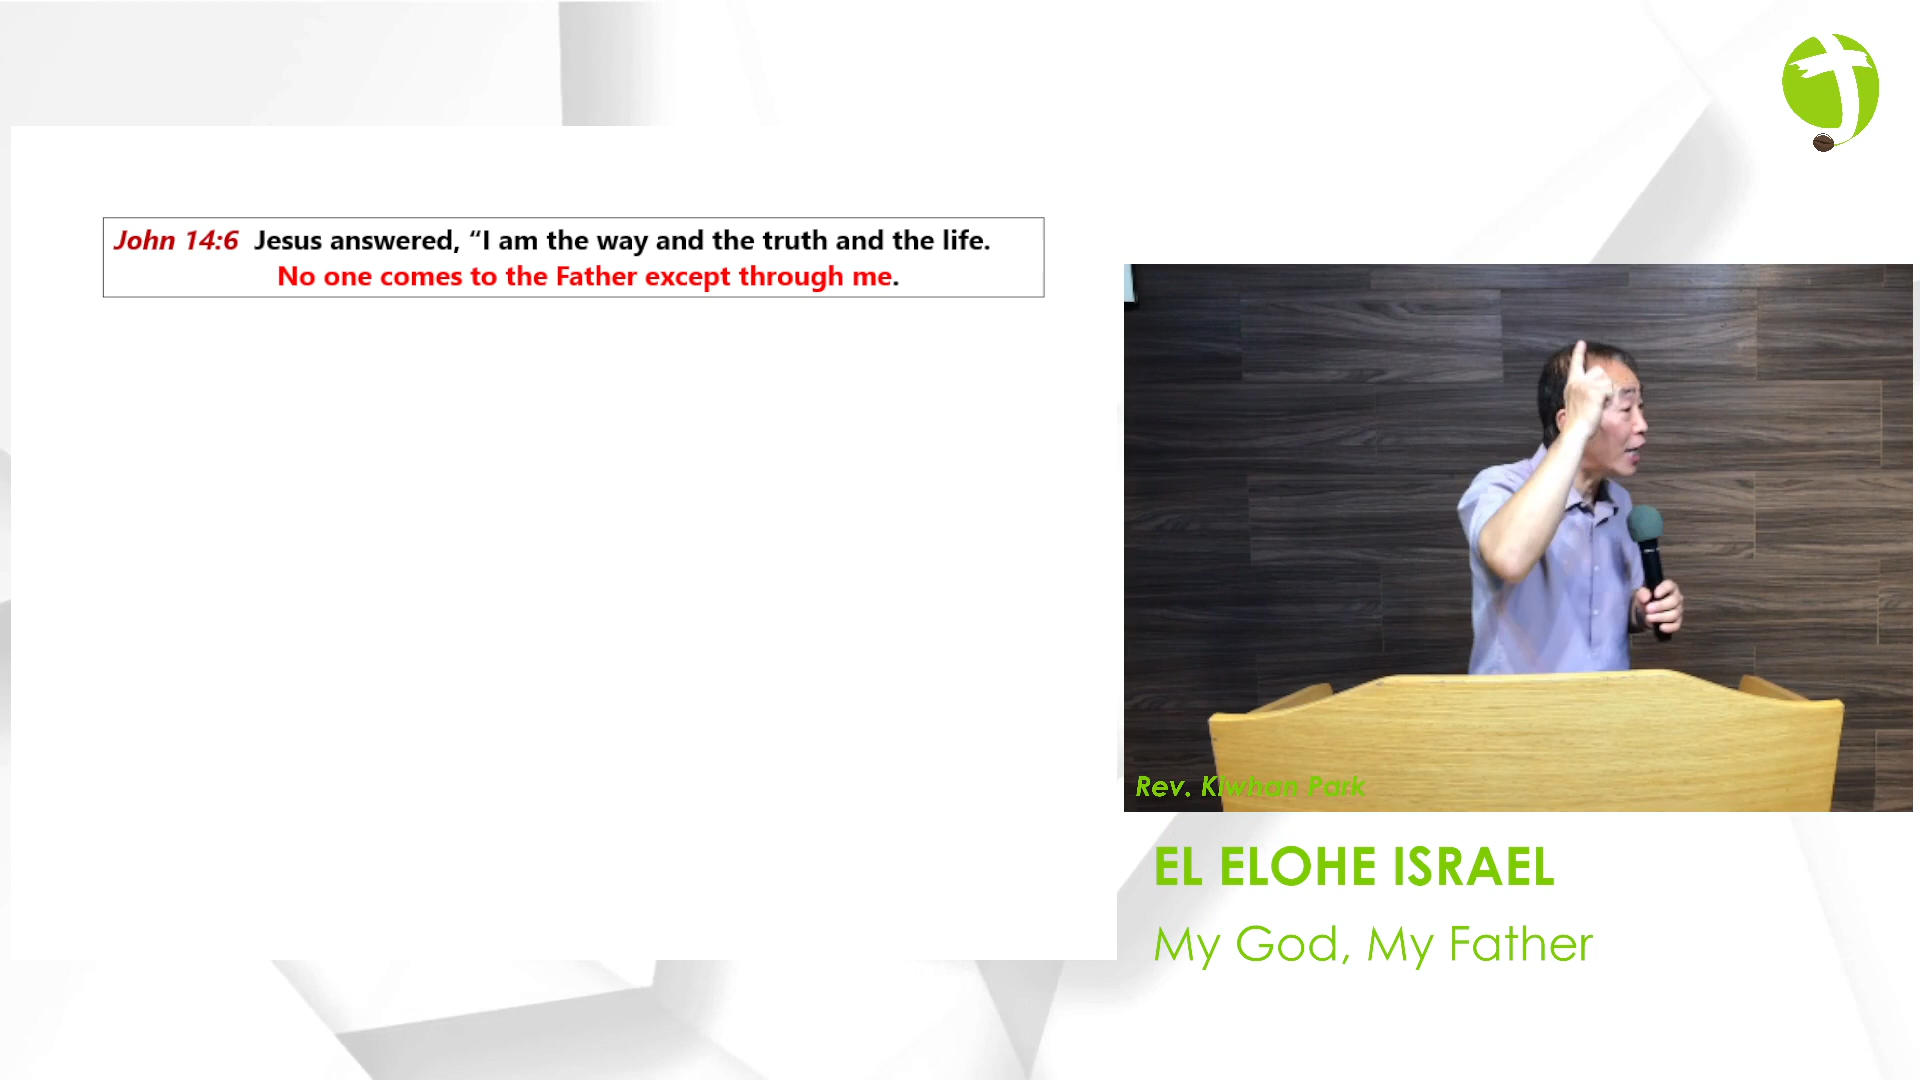 John 14:6 Jesus answered, “I am the way and the truth and the life.
No one comes to the Father except through me.
Rev. Kiwhan Park
EL ELOHE ISRAEL
My God, My Father